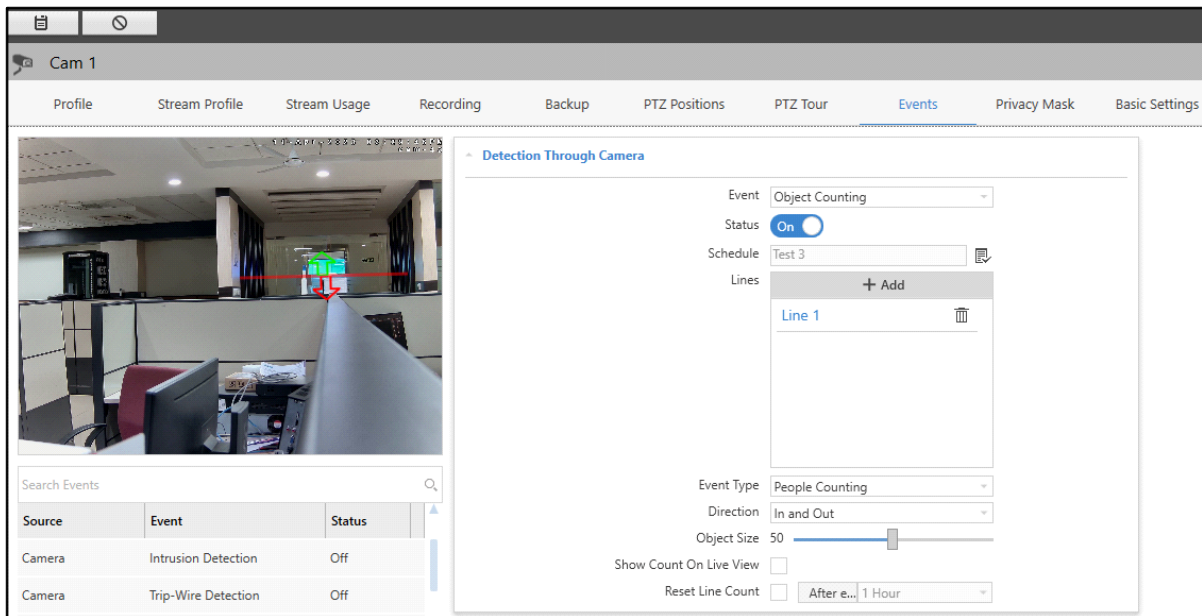 Cam 1
Profile Stream Profile Stream Usage Recording Backup PTZ Positions PTZ Tour Events Privacy Mask Basic Settings
Detection Through Camera
Event Object Counting
Status On
Schedule Test 3
Lines + Add
Line 1
Search Events
Event Type People Counting
Source Event Status
Direction In and Out
Object Size 50
Camera Intrusion Detection Off
Show Count On Live View
Camera Trip-Wire Detection Off
Reset Line Count After e... 1 Hour